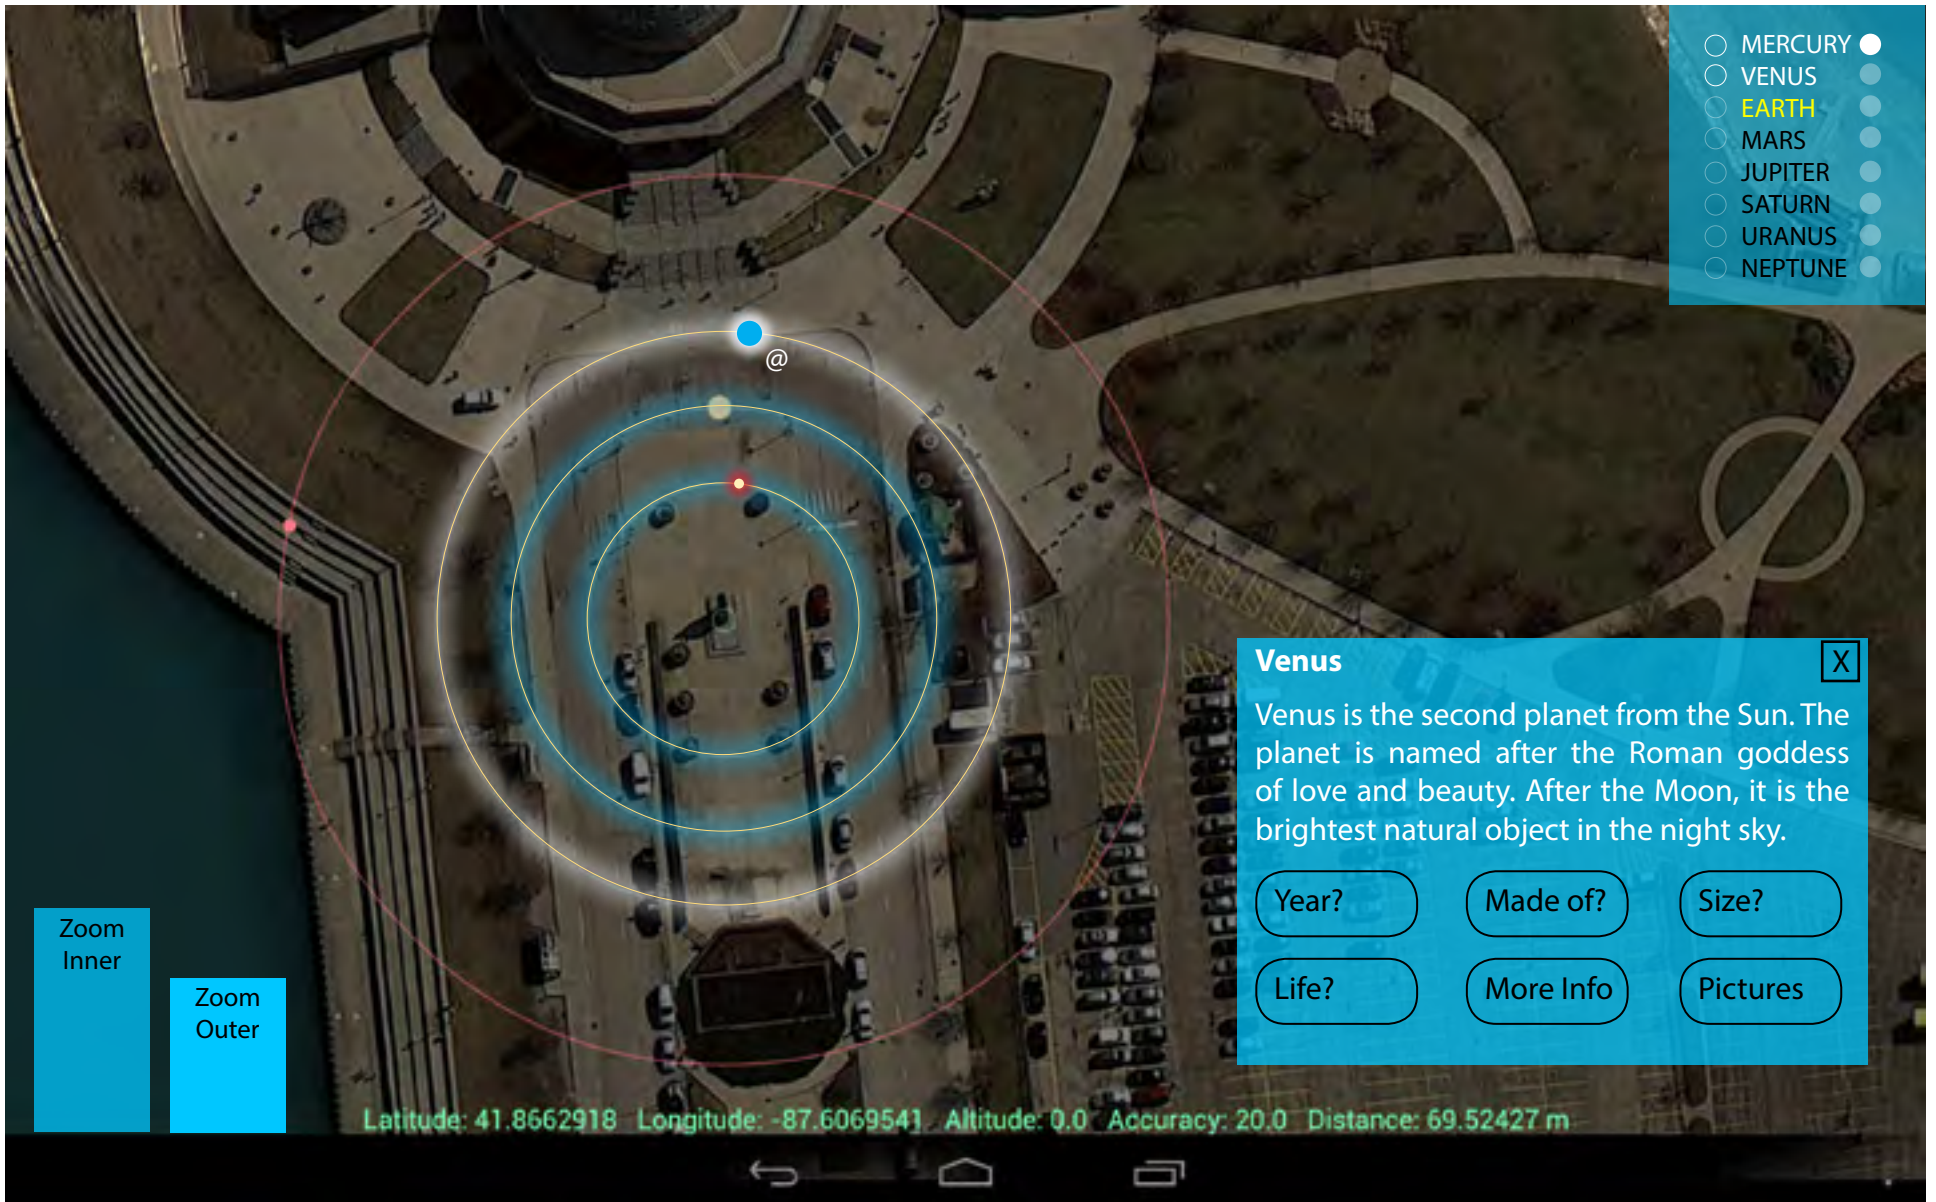 MERCURY
VENUS
EARTH
MARS
JUPITER
SATURN
URANUS
NEPTUNE
@
Venus
X
Venus is the second planet from the Sun. The
planet is named after the Roman goddess
of love and beauty. After the Moon, it is the
brightest natural object in the night sky.
Year?
Made of?
Size?
Life?
More Info
Pictures
Zoom
Inner
Zoom
Outer
Latitude: 41.8662918 Longitude: -87.6069541 Altitude: 0.0 Accuracy: 20.0 Distance: 69.52427 m